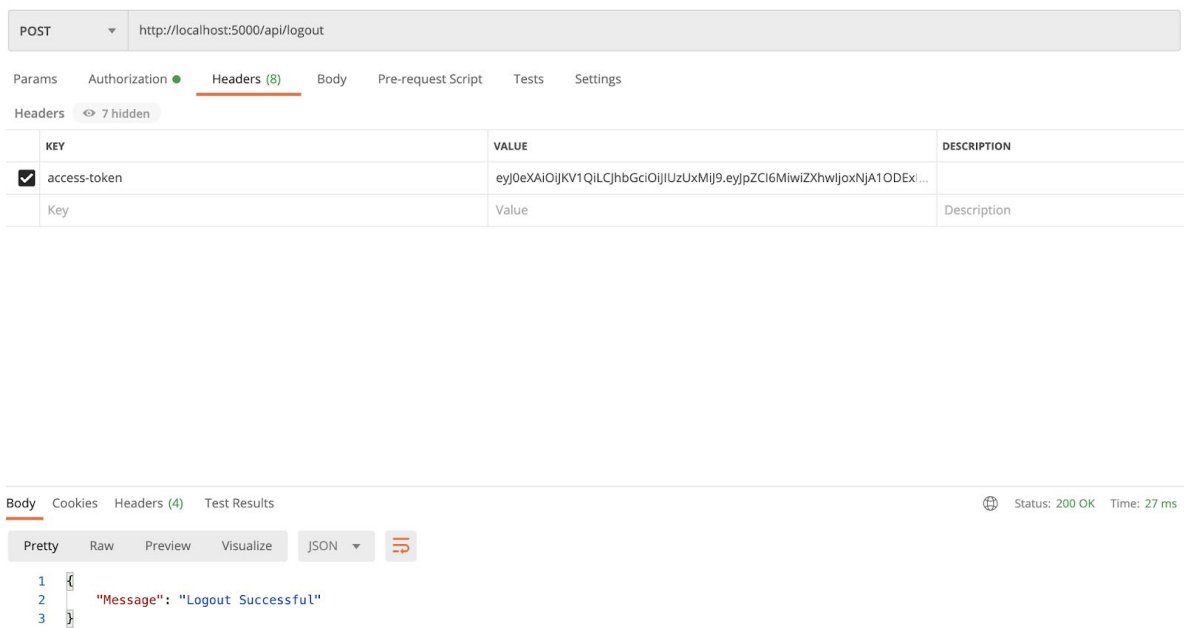 POST http://localhost:5000/api/logout
Params Authorization Headers (8) Body Pre-request Script Tests Settings
Headers 7 hidden
KEY VALUE DESCRIPTION
access-token eyJ0eXAiOiJKV1QiLCJhbGciOiJIUzUxMiJ9.eyJpZCI6MiwiZXhwIjoxNjA1ODExI...
Key Value Description
Body Cookies Headers (4) Test Results Status: 200 OK Time: 27 ms
Pretty Raw Preview Visualize JSON
1 {
2 "Message": "Logout Successful"
3 }